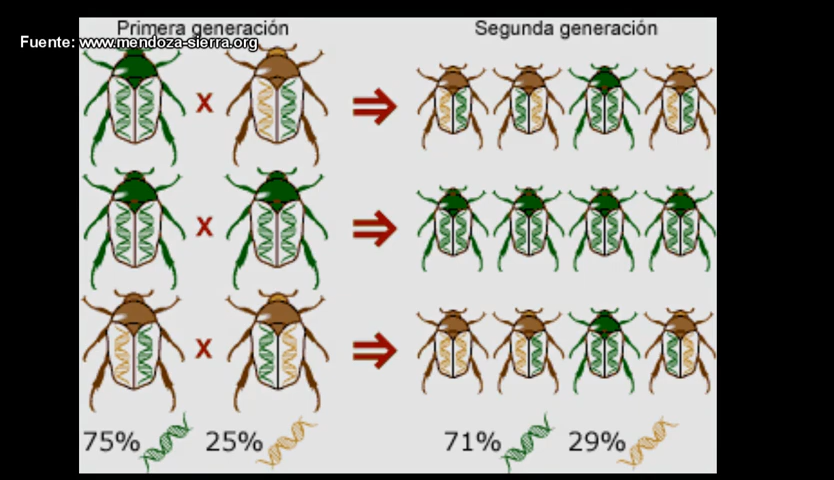 Primera generación
Segunda generación
Fuente: www.mendoza-sierra.org
x
x
x
75%
25%
71%
29%